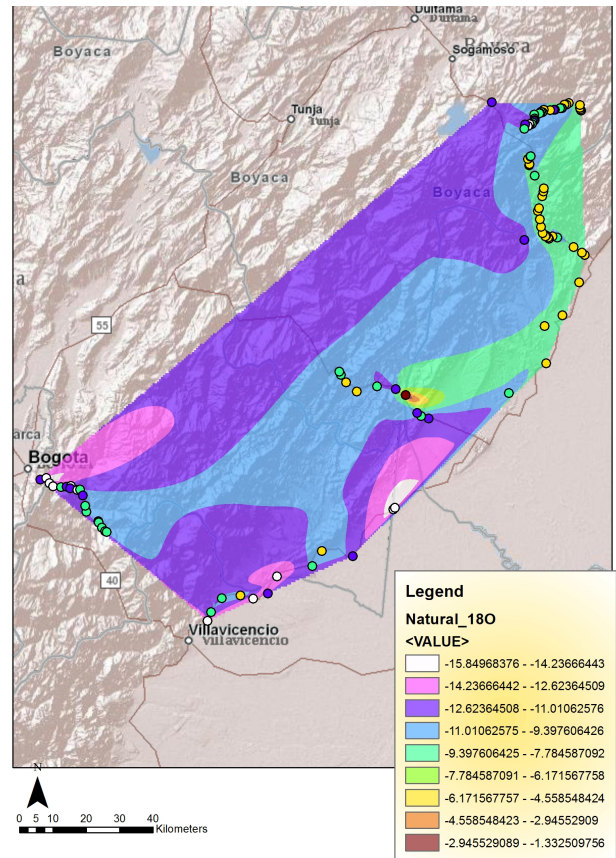 Duitama
Duitama
Boyaca
Sogamoso
Boyaca
Tunja
Tunja
Boyaca
Boyaca
a
55
arca
Bogota
40
Villavicencio
Villavicencio
Legend
Natural_18O
<VALUE>
-15.84968376 - -14.23666443
-14.23666442 - -12.62364509
-12.62364508 - -11.01062576
-11.01062575 - -9.397606426
-9.397606425 - -7.784587092
-7.784587091 - -6.171567758
-6.171567757 - -4.558548424
-4.558548423 - -2.94552909
-2.945529089 - -1.332509756
N
0 5 10 20 30 40
Kilometers